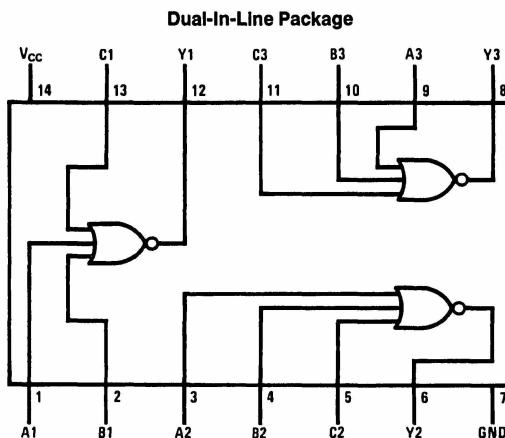 Dual-In-Line Package
VCC C1 Y1 C3 B3 A3 Y3
14 13 12 11 10 9 8
1 2 3 4 5 6 7
A1 B1 A2 B2 C2 Y2 GND